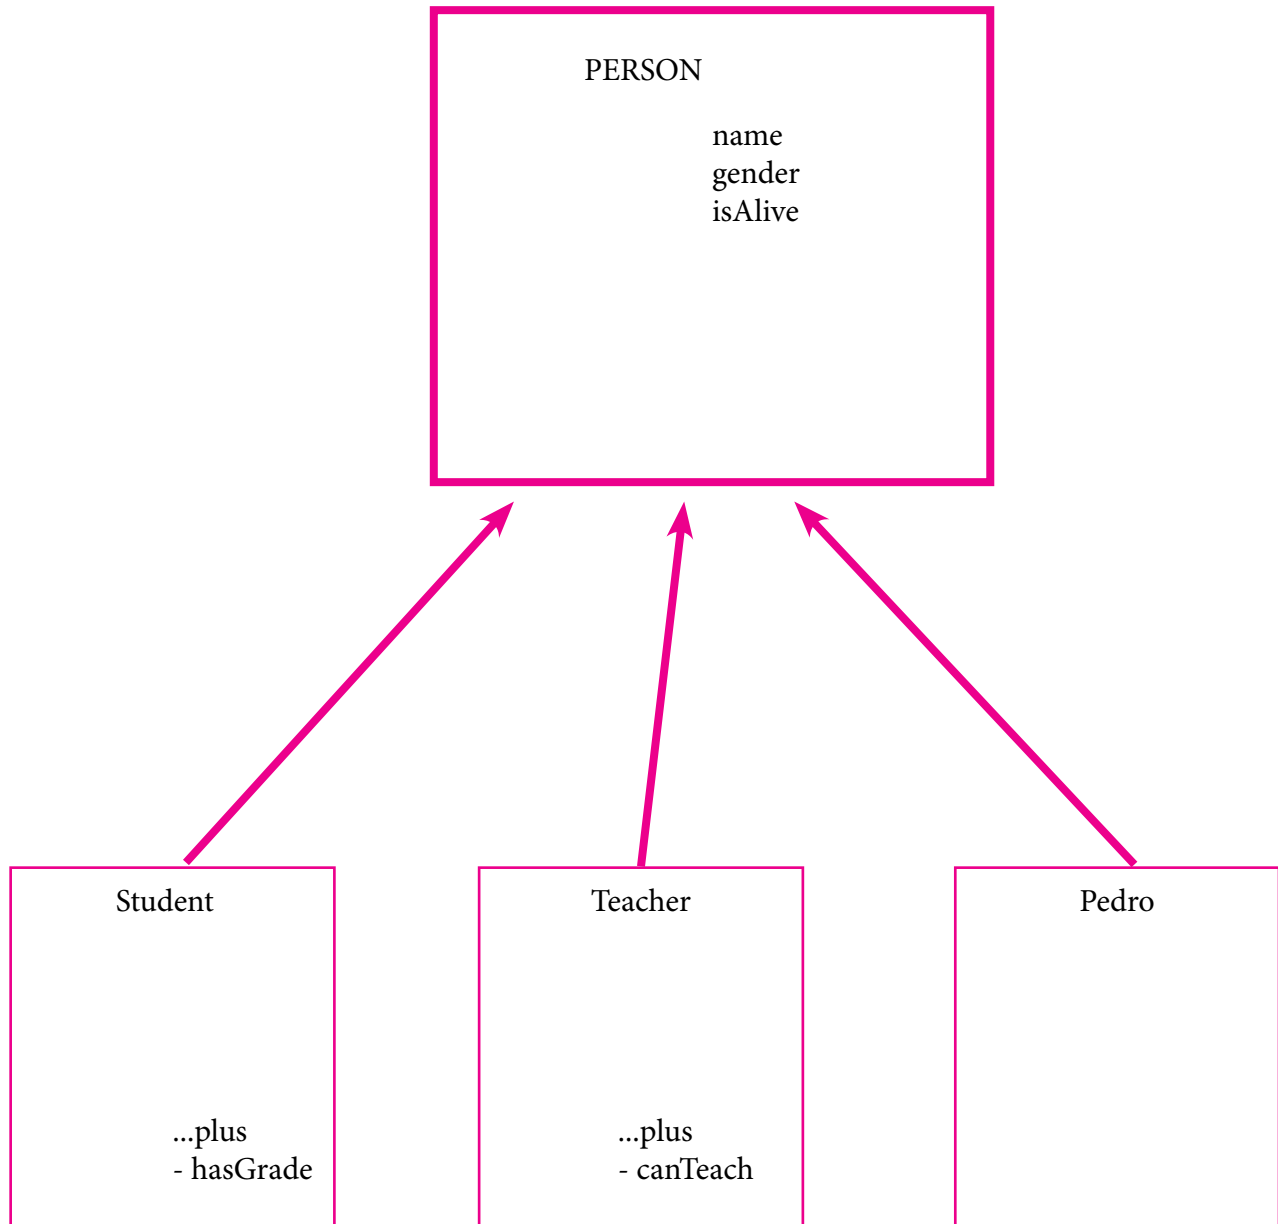 PERSON
name
gender
isAlive
Student
...plus
- hasGrade
Teacher
...plus
- canTeach
Pedro